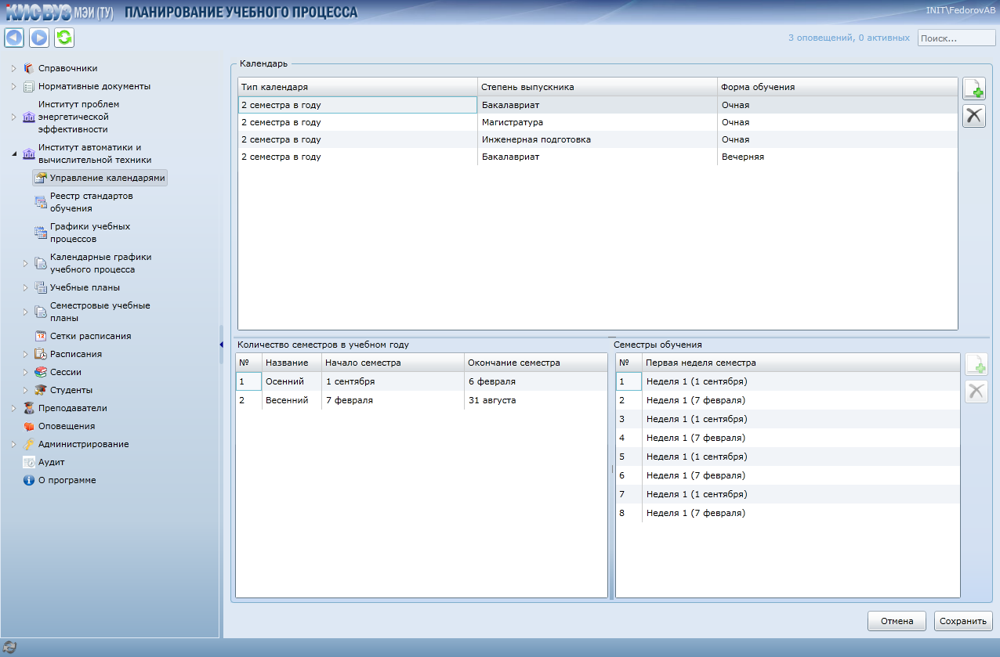 КИС ВУЗ МЭИ (ТУ) ПЛАНИРОВАНИЕ УЧЕБНОГО ПРОЦЕССА
INIT\FedorovAB
3 оповещений, 0 активных
Поиск...
Справочники
Нормативные документы
Институт проблем
энергетической
эффективности
Институт автоматики и
вычислительной техники
Управление календарями
Реестр стандартов
обучения
Графики учебных
процессов
Календарные графики
учебного процесса
Учебные планы
Семестровые учебные
планы
Сетки расписания
Расписания
Сессии
Студенты
Преподаватели
Оповещения
Администрирование
Аудит
О программе
Календарь
Тип календаря Степень выпускника Форма обучения
2 семестра в году Бакалавриат Очная
2 семестра в году Магистратура Очная
2 семестра в году Инженерная подготовка Очная
2 семестра в году Бакалавриат Вечерняя
Количество семестров в учебном году
№ Название Начало семестра Окончание семестра
1 Осенний 1 сентября 6 февраля
2 Весенний 7 февраля 31 августа
Семестры обучения
№ Первая неделя семестра
1 Неделя 1 (1 сентября)
2 Неделя 1 (7 февраля)
3 Неделя 1 (1 сентября)
4 Неделя 1 (7 февраля)
5 Неделя 1 (1 сентября)
6 Неделя 1 (7 февраля)
7 Неделя 1 (1 сентября)
8 Неделя 1 (7 февраля)
Отмена Сохранить